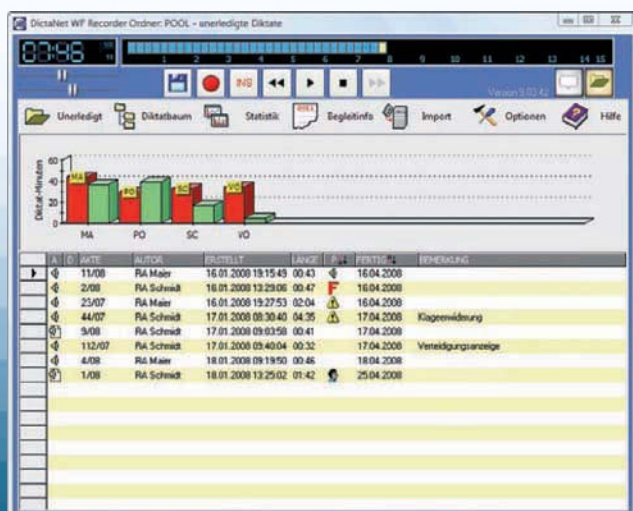 DictaNet WF Recorder Ordner: POOL - unerledigte Diktate
07:46
1 2 3 4 5 6 7 8 9 10 11 12 13 14 15
INS
Version 5.03.42
Unerledigt Diktatbaum Statistik Begleitinfo Import Optionen Hilfe
Diktat-Minuten
60
40
20
0
MA PO SC VO
MA PO SC VO
A D AKTE AUTOR ERSTELLT LÄNGE P FERTIG BEMERKUNG
11/08 RA Maier 16.01.2008 19:15:49 00:43 16.04.2008
2/08 RA Schmidt 16.01.2008 13:29:06 00:47 F 16.04.2008
23/07 RA Maier 16.01.2008 19:27:53 02:04 16.04.2008
44/07 RA Schmidt 17.01.2008 08:30:40 04:35 17.04.2008 Klageerwiderung
9/08 RA Schmidt 17.01.2008 09:03:58 00:41 17.04.2008
112/07 RA Schmidt 17.01.2008 09:40:04 00:32 17.04.2008 Verteidigungsanzeige
4/08 RA Maier 18.01.2008 09:19:50 00:46 18.04.2008
1/08 RA Schmidt 18.01.2008 13:25:02 01:42 25.04.2008